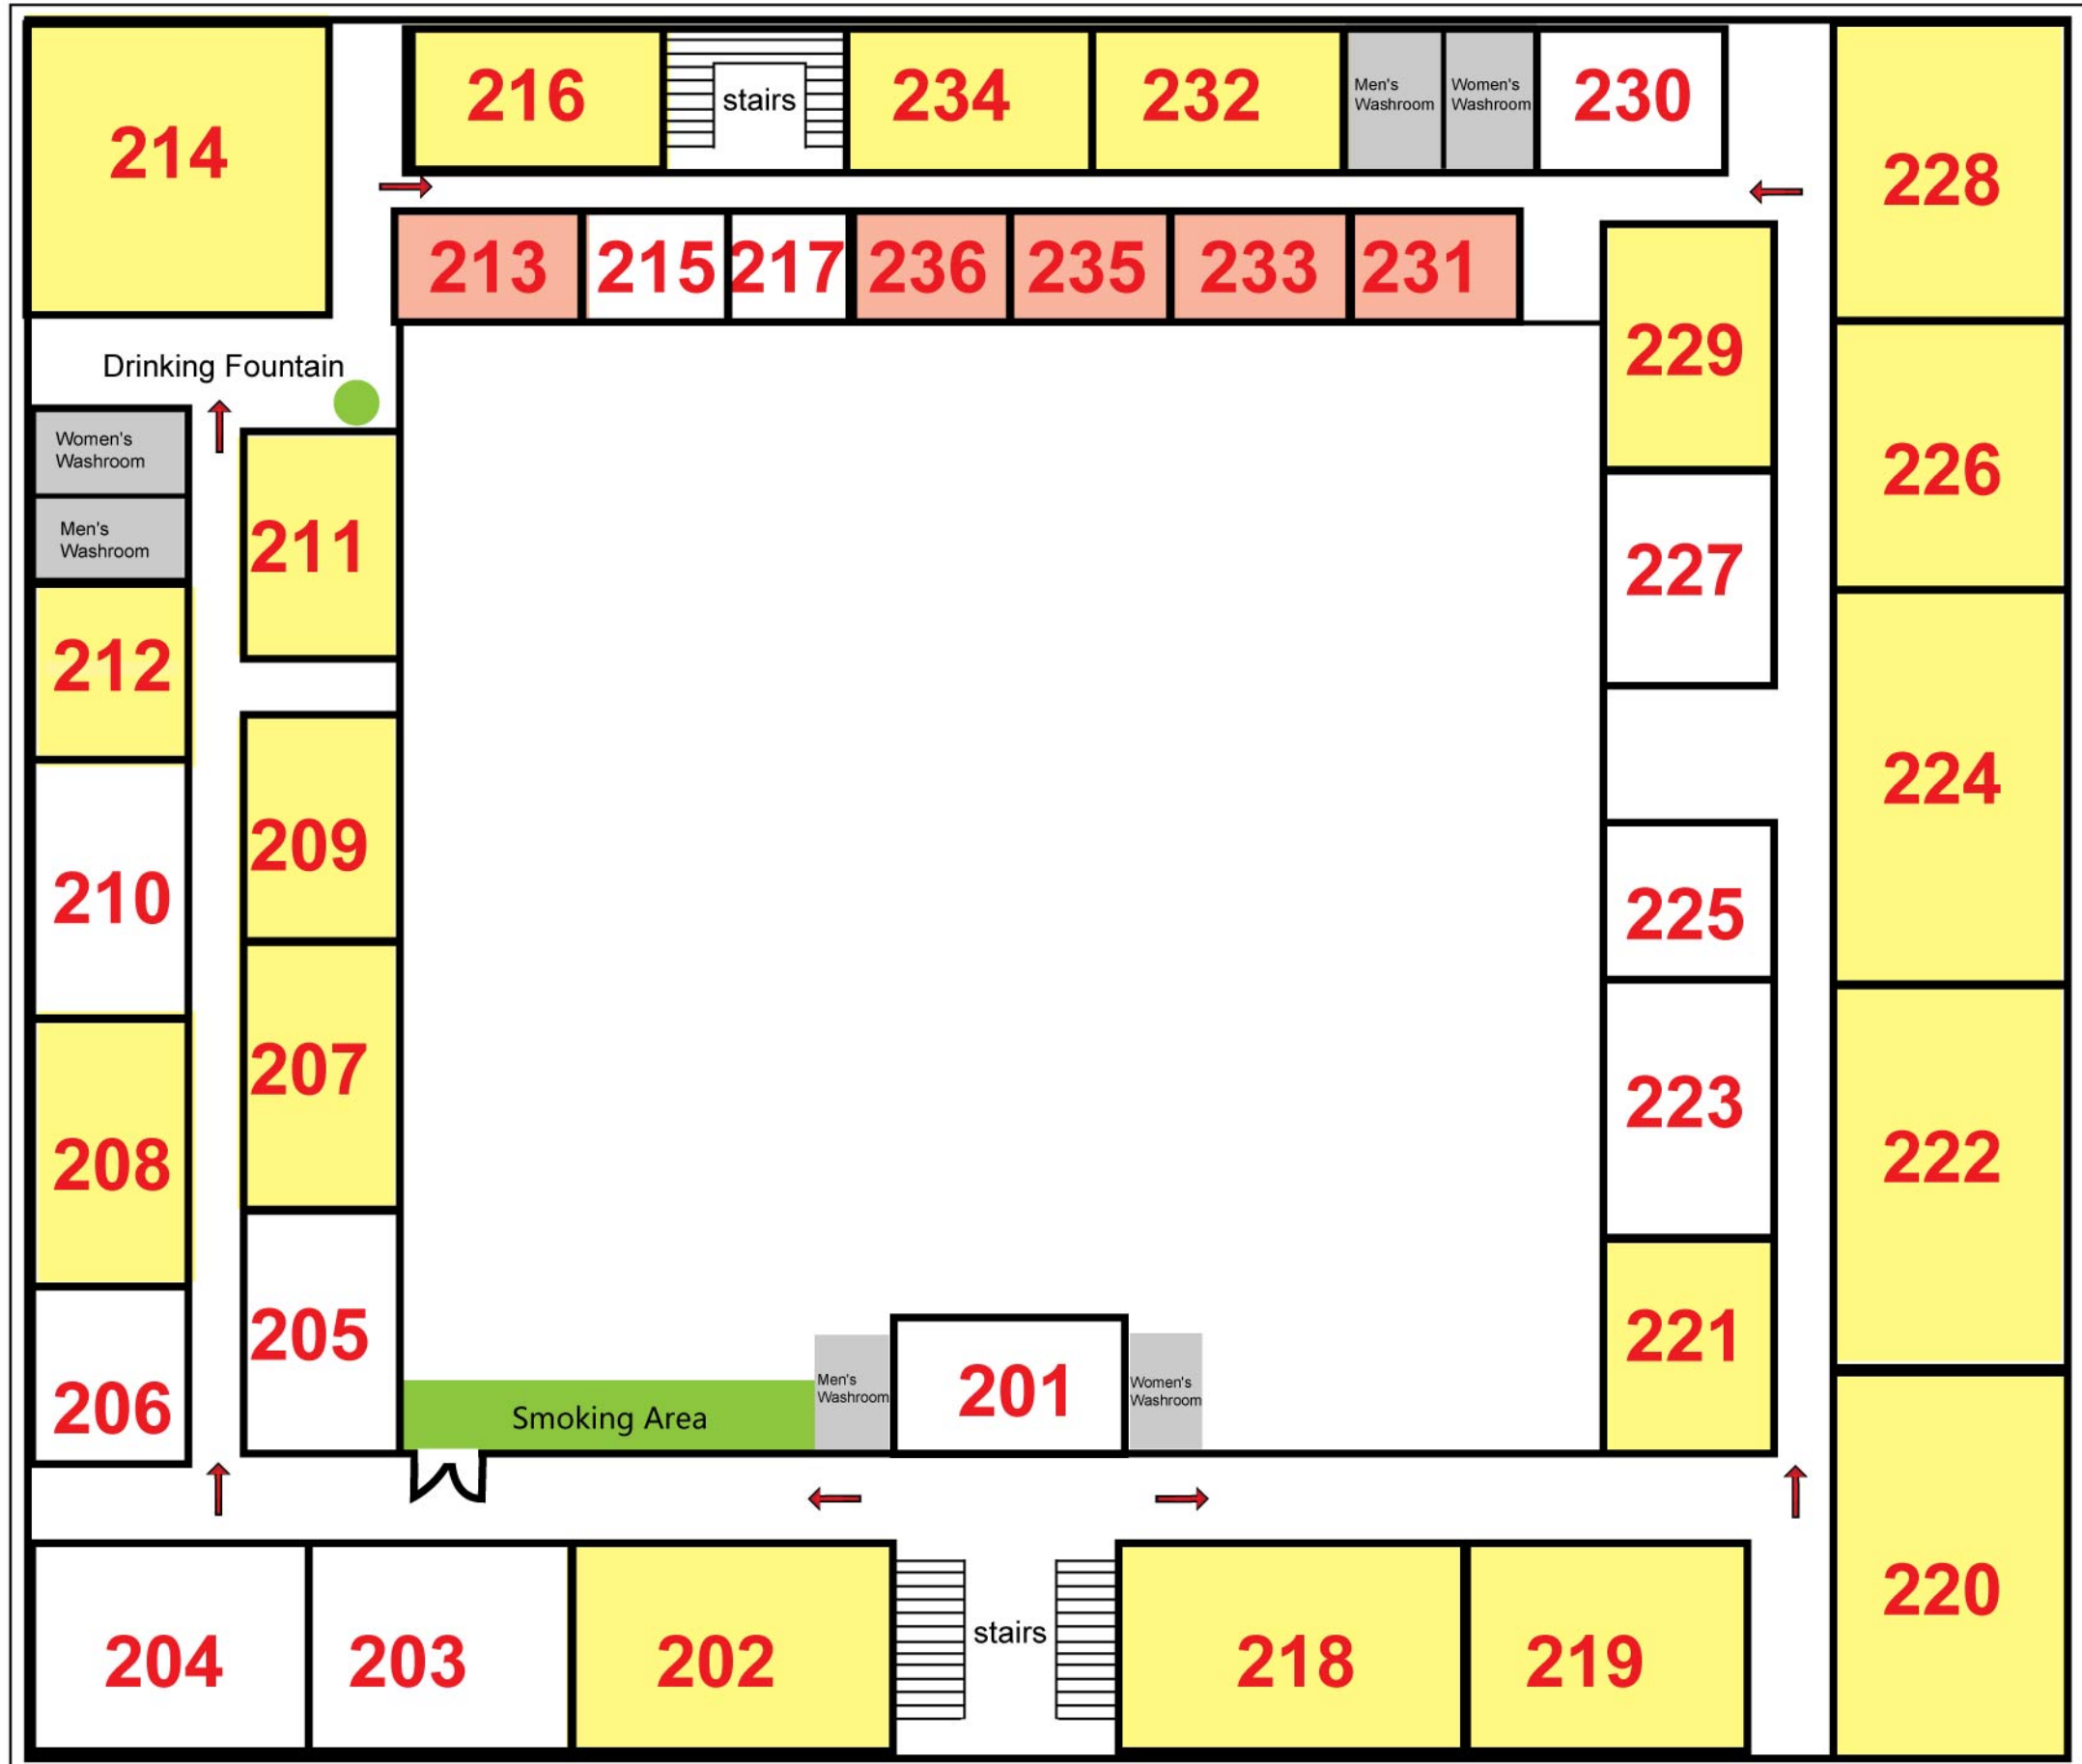 214
216
stairs
234
232
Men's
Washroom
Women's
Washroom
230
228
213
215
217
236
235
233
231
229
Drinking Fountain
Women's
Washroom
Men's
Washroom
211
226
227
212
209
224
210
225
207
223
208
222
205
206
221
Smoking Area
Men's
Washroom
201
Women's
Washroom
204
203
202
stairs
218
219
220